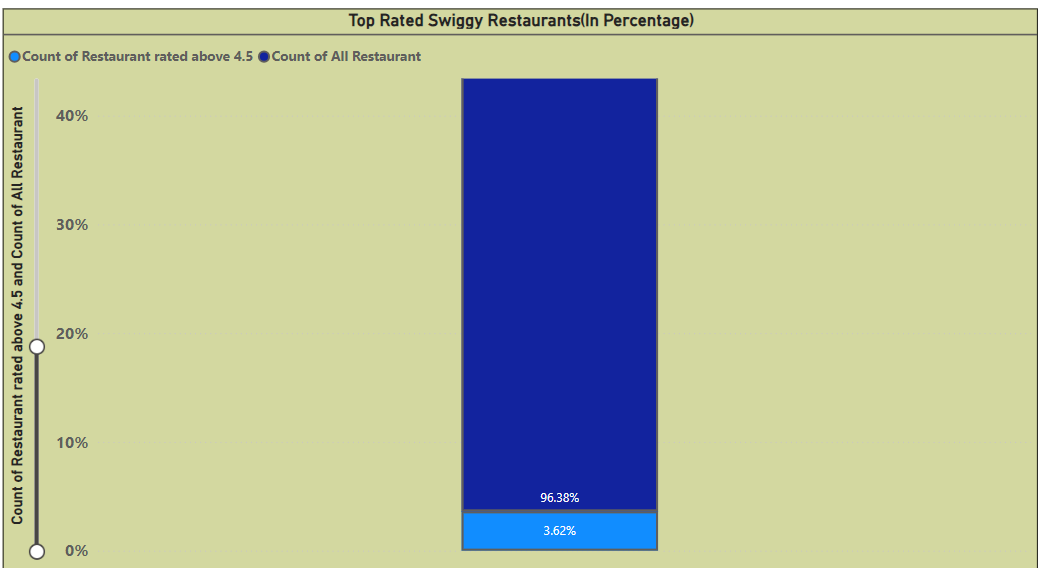 Top Rated Swiggy Restaurants(In Percentage)
Count of Restaurant rated above 4.5 Count of All Restaurant
Count of Restaurant rated above 4.5 and Count of All Restaurant
40%
30%
20%
10%
0%
96.38%
3.62%